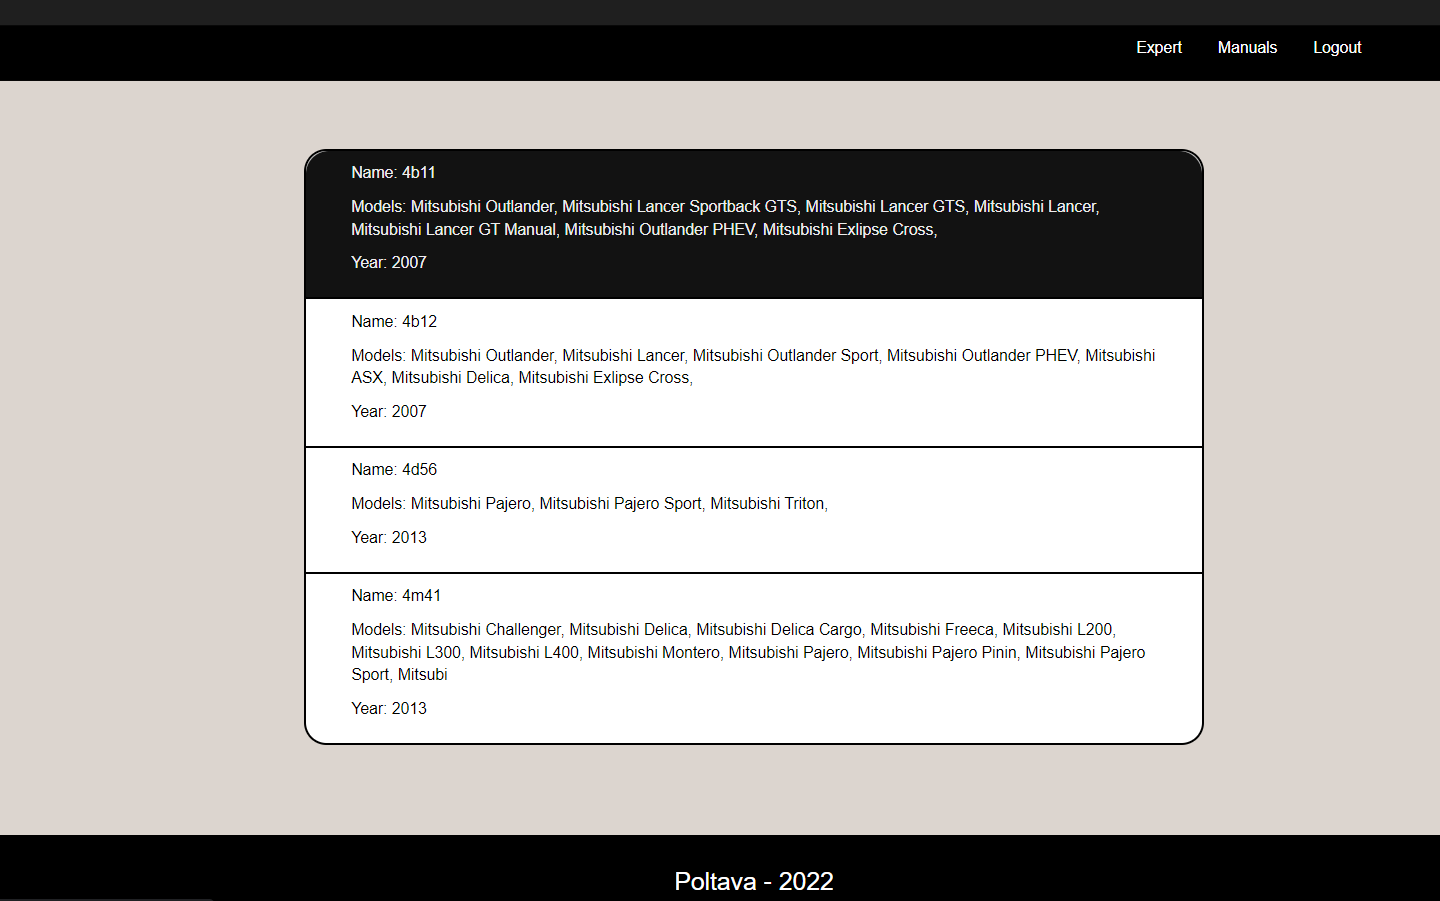 Expert Manuals Logout
Name: 4b11
Models: Mitsubishi Outlander, Mitsubishi Lancer Sportback GTS, Mitsubishi Lancer GTS, Mitsubishi Lancer,
Mitsubishi Lancer GT Manual, Mitsubishi Outlander PHEV, Mitsubishi Exlipse Cross,
Year: 2007
Name: 4b12
Models: Mitsubishi Outlander, Mitsubishi Lancer, Mitsubishi Outlander Sport, Mitsubishi Outlander PHEV, Mitsubishi
ASX, Mitsubishi Delica, Mitsubishi Exlipse Cross,
Year: 2007
Name: 4d56
Models: Mitsubishi Pajero, Mitsubishi Pajero Sport, Mitsubishi Triton,
Year: 2013
Name: 4m41
Models: Mitsubishi Challenger, Mitsubishi Delica, Mitsubishi Delica Cargo, Mitsubishi Freeca, Mitsubishi L200,
Mitsubishi L300, Mitsubishi L400, Mitsubishi Montero, Mitsubishi Pajero, Mitsubishi Pajero Pinin, Mitsubishi Pajero
Sport, Mitsubi
Year: 2013
Poltava - 2022